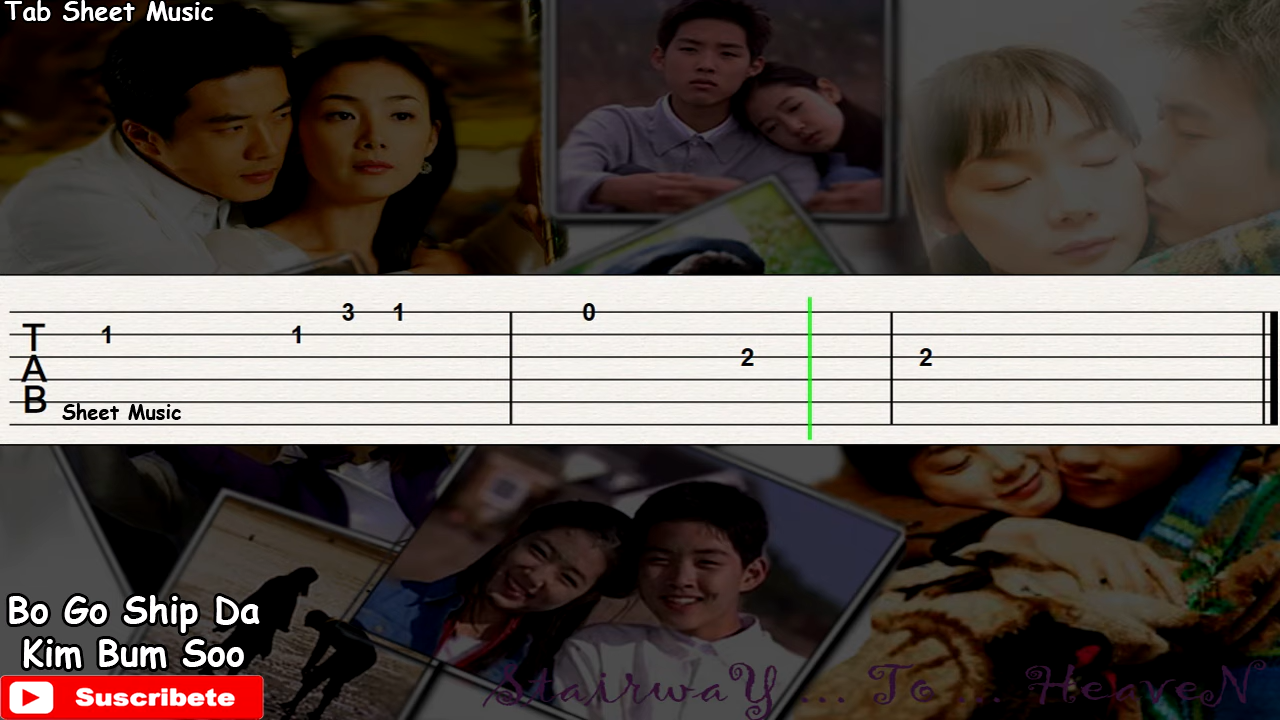 Tab Sheet Music
3 1 0
T 1 1
A 2 2
B Sheet Music
Bo Go Ship Da
Kim Bum Soo
Suscribete
StairwaY ... To ... HeaveN